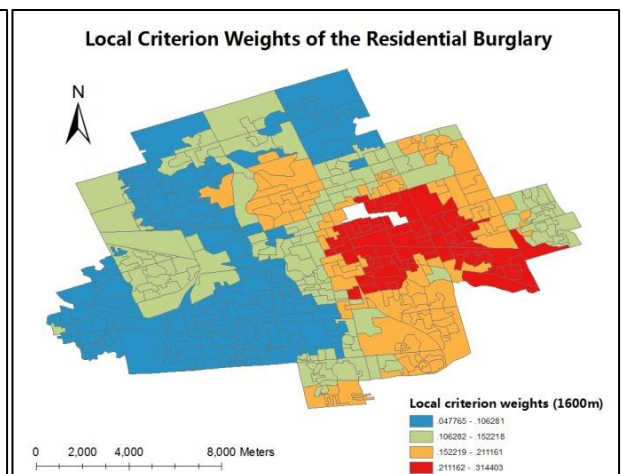 Local Criterion Weights of the Residential Burglary
N
Local criterion weights (1600m)
.047765 - .106281
.106282 - .152218
.152219 - .211161
.211162 - .314403
0 2,000 4,000 8,000 Meters